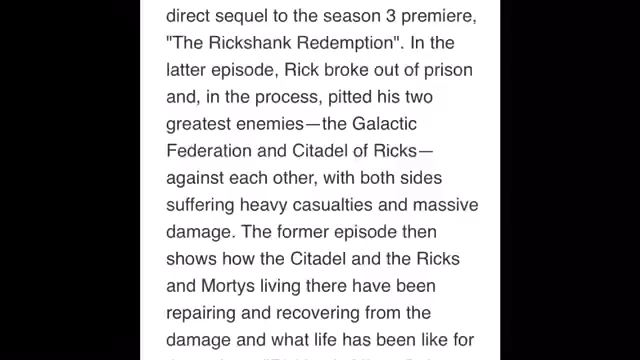 direct sequel to the season 3 premiere,
"The Rickshank Redemption". In the
latter episode, Rick broke out of prison
and, in the process, pitted his two
greatest enemies—the Galactic
Federation and Citadel of Ricks—
against each other, with both sides
suffering heavy casualties and massive
damage. The former episode then
shows how the Citadel and the Ricks
and Mortys living there have been
repairing and recovering from the
damage and what life has been like for